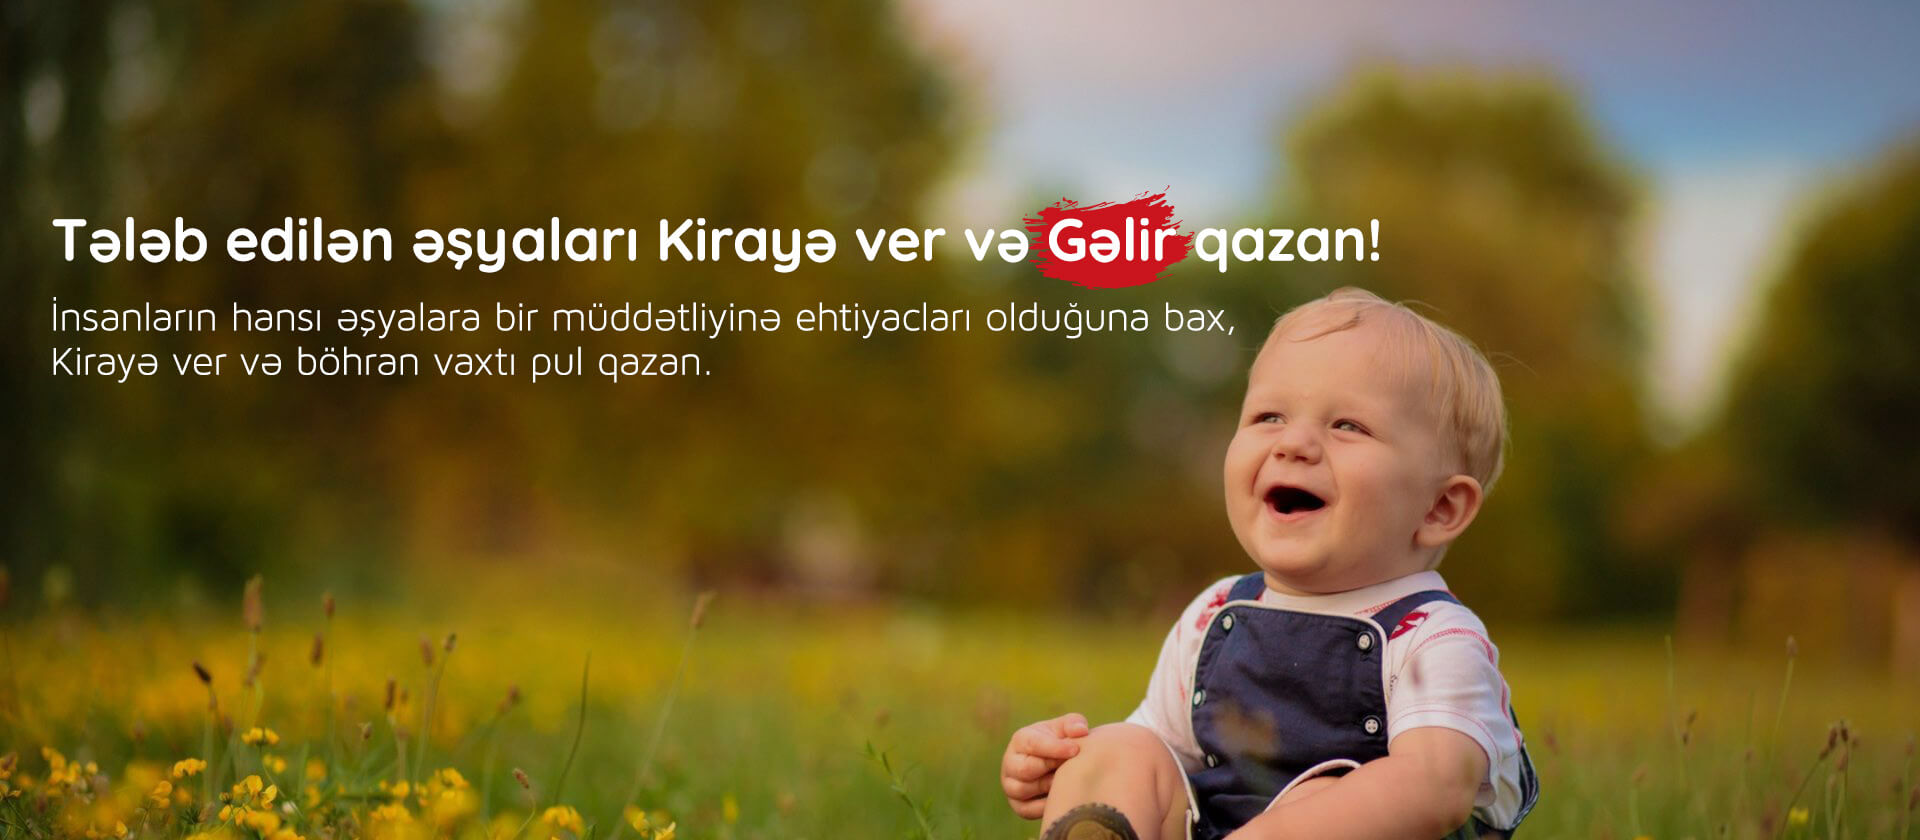 Tələb edilən əşyaları Kirayə ver və Gəlir qazan!
İnsanların hansı əşyalara bir müddətliyinə ehtiyacları olduğuna bax,
Kirayə ver və böhran vaxtı pul qazan.